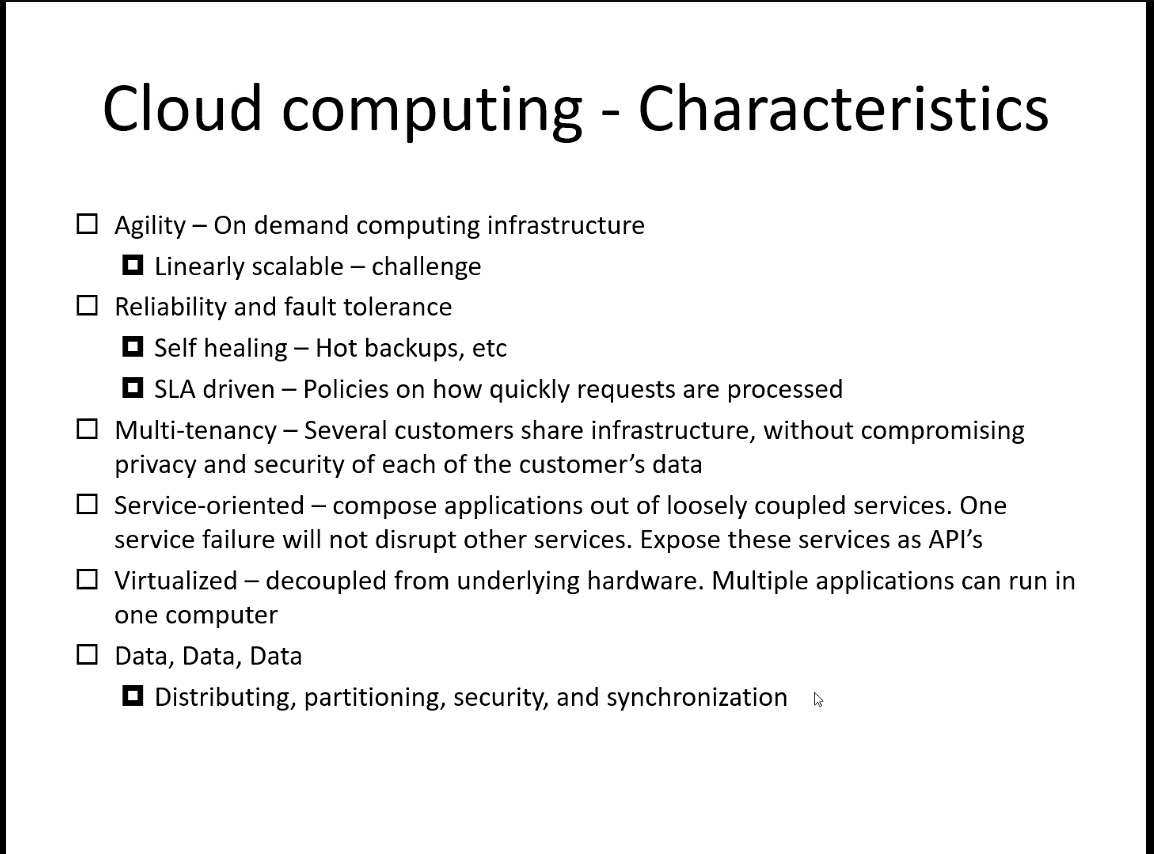 Cloud computing - Characteristics
Agility – On demand computing infrastructure
Linearly scalable – challenge
Reliability and fault tolerance
Self healing – Hot backups, etc
SLA driven – Policies on how quickly requests are processed
Multi-tenancy – Several customers share infrastructure, without compromising
privacy and security of each of the customer’s data
Service-oriented – compose applications out of loosely coupled services. One
service failure will not disrupt other services. Expose these services as API’s
Virtualized – decoupled from underlying hardware. Multiple applications can run in
one computer
Data, Data, Data
Distributing, partitioning, security, and synchronization